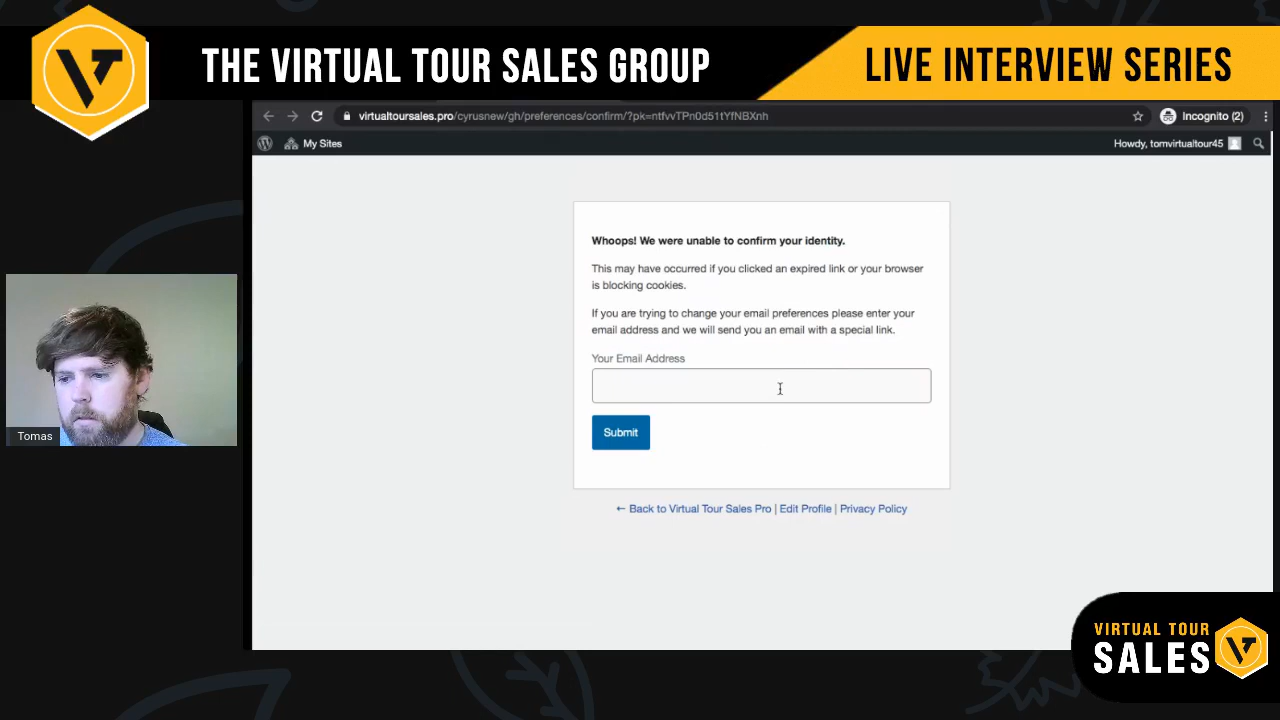 THE VIRTUAL TOUR SALES GROUP
LIVE INTERVIEW SERIES
virtualtoursales.pro/cyrusnew/gh/preferences/confirm/?pk=ntfvvTPn0d51tYfNBXnh
Incognito (2)
My Sites
Howdy, tomvirtualtour45
Whoops! We were unable to confirm your identity.
This may have occurred if you clicked an expired link or your browser
is blocking cookies.
If you are trying to change your email preferences please enter your
email address and we will send you an email with a special link.
Your Email Address
Submit
← Back to Virtual Tour Sales Pro | Edit Profile | Privacy Policy
Tomas
VIRTUAL TOUR
SALES